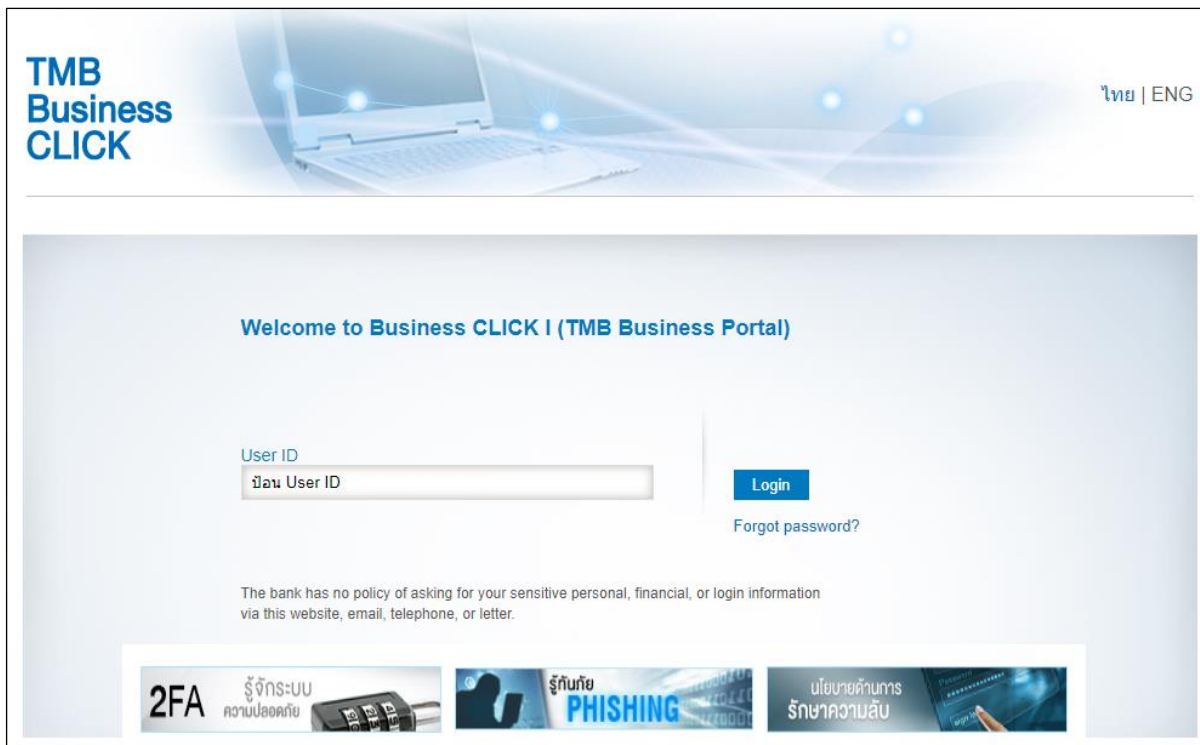 TMB
Business
CLICK
ไทย | ENG
Welcome to Business CLICK I (TMB Business Portal)
User ID
ป้อน User ID
Login
Forgot password?
The bank has no policy of asking for your sensitive personal, financial, or login information
via this website, email, telephone, or letter.
2FA
รู้จักระบบ
ความปลอดภัย
รู้ทันภัย
PHISHING
นโยบายด้านการ
รักษาความลับ
Password